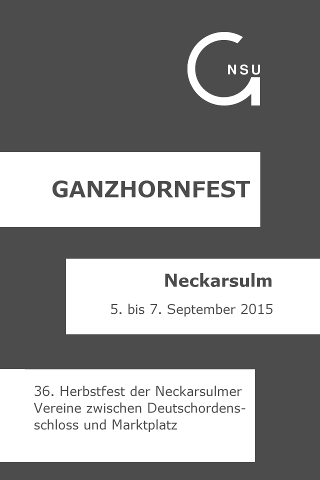 NSU
GANZHORNFEST
Neckarsulm
5. bis 7. September 2015
36. Herbstfest der Neckarsulmer
Vereine zwischen Deutschordens-
schloss und Marktplatz